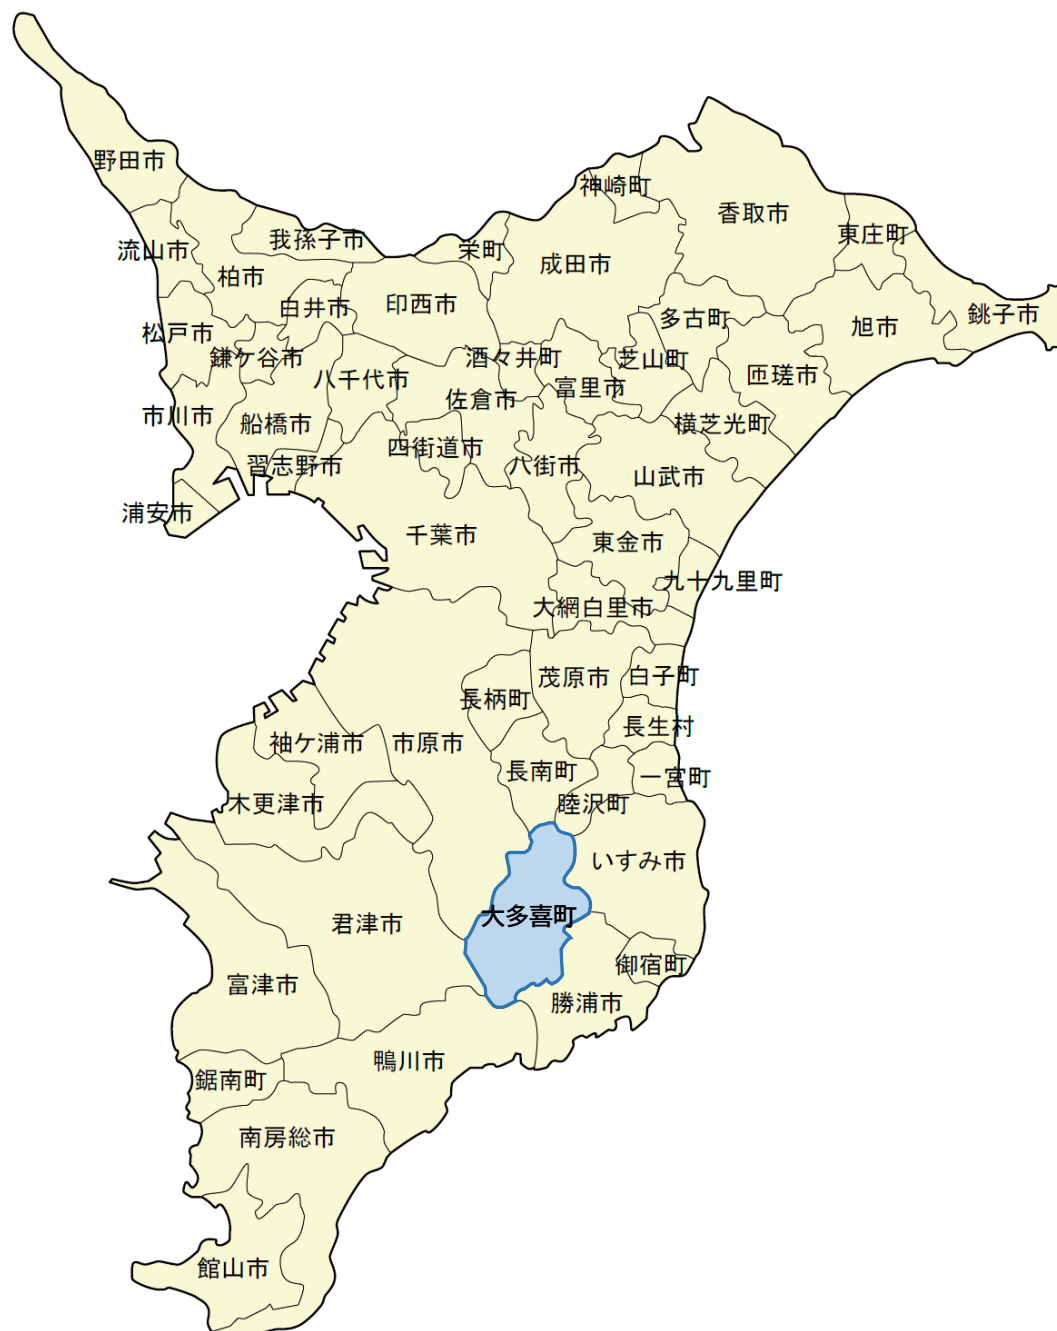 野田市
神崎町
香取市
東庄町
流山市
我孫子市
栄町
成田市
柏市
白井市
印西市
多古町
銚子市
旭市
松戸市
鎌ケ谷市
酒々井町
芝山町
八千代市
富里市
匝瑳市
佐倉市
市川市
船橋市
横芝光町
四街道市
習志野市
八街市
山武市
浦安市
千葉市
東金市
九十九里町
大網白里市
茂原市
白子町
長柄町
長生村
袖ケ浦市
市原市
長南町
一宮町
木更津市
睦沢町
いすみ市
大多喜町
君津市
御宿町
富津市
勝浦市
鴨川市
鋸南町
南房総市
館山市